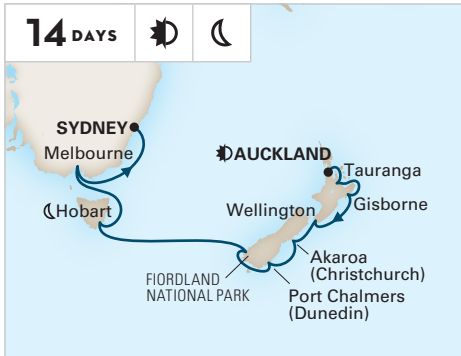 14 DAYS
SYDNEY
Melbourne
Hobart
AUCKLAND
Tauranga
Gisborne
Wellington
Akaroa
(Christchurch)
FIORDLAND
NATIONAL PARK
Port Chalmers
(Dunedin)